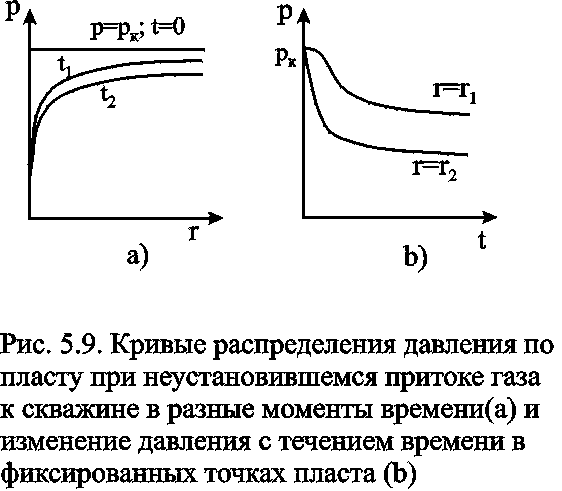 p
p=pк; t=0
t1
t2
r
a)
p
pк
r=r1
r=r2
t
b)
Рис. 5.9. Кривые распределения давления по
пласту при неустановившемся притоке газа
к скважине в разные моменты времени(а) и
изменение давления с течением времени в
фиксированных точках пласта (b)